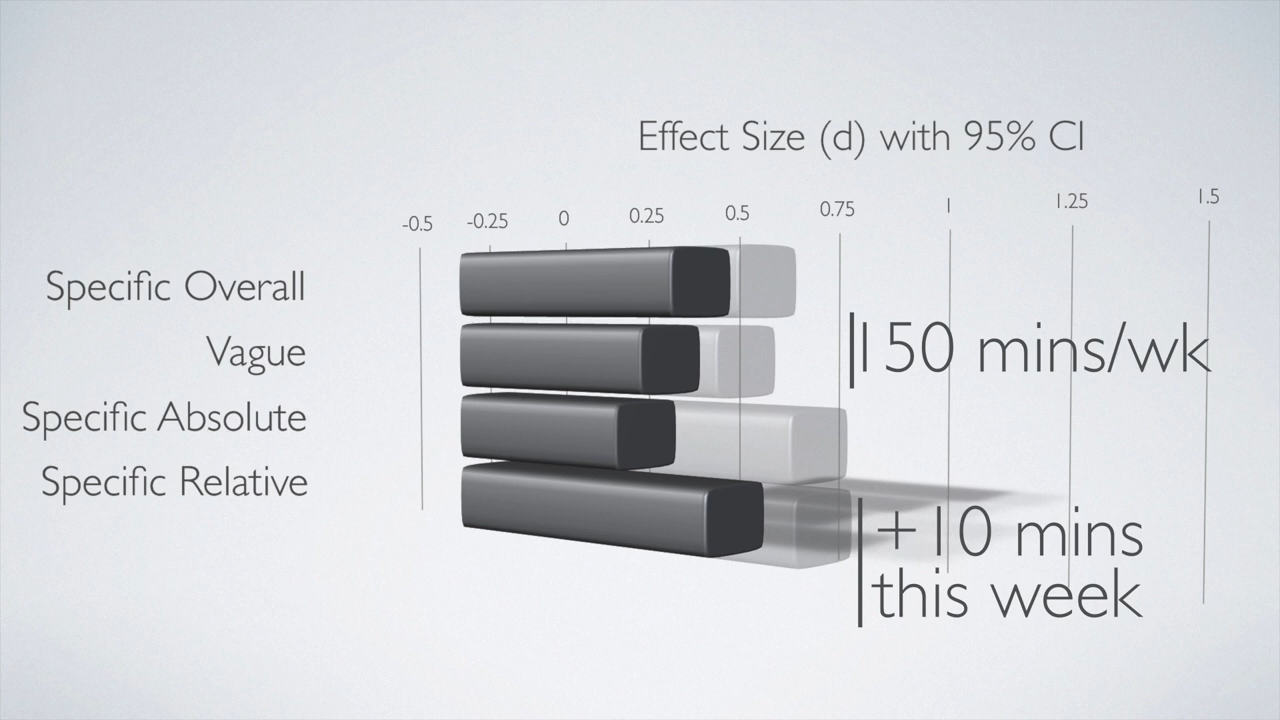 Effect Size (d) with 95% CI
-0.5 -0.25 0 0.25 0.5 0.75 1 1.25 1.5
Specific Overall
Vague
150 mins/wk
Specific Absolute
Specific Relative
+10 mins
this week